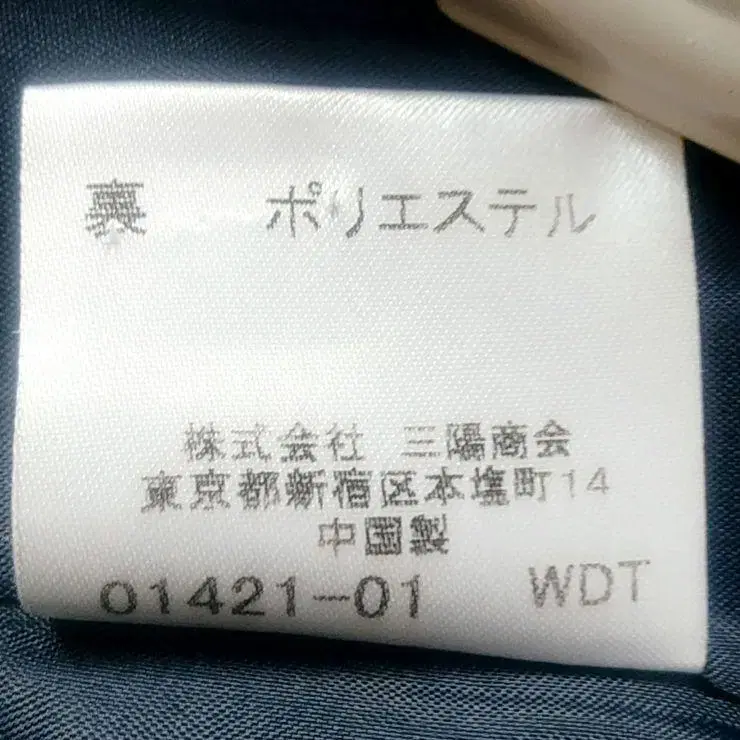 裏 ポリエステル
株式会社 三陽商会
東京都新宿区本塩町14
中国製
01421-01 WDT